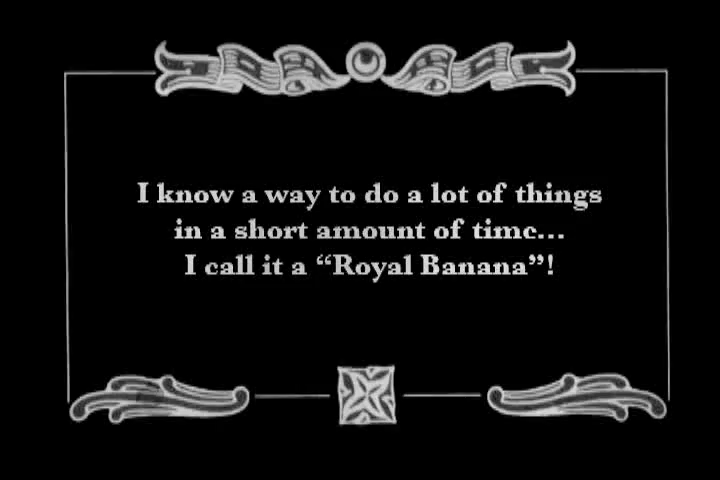 I know a way to do a lot of things
in a short amount of time...
I call it a “Royal Banana”!